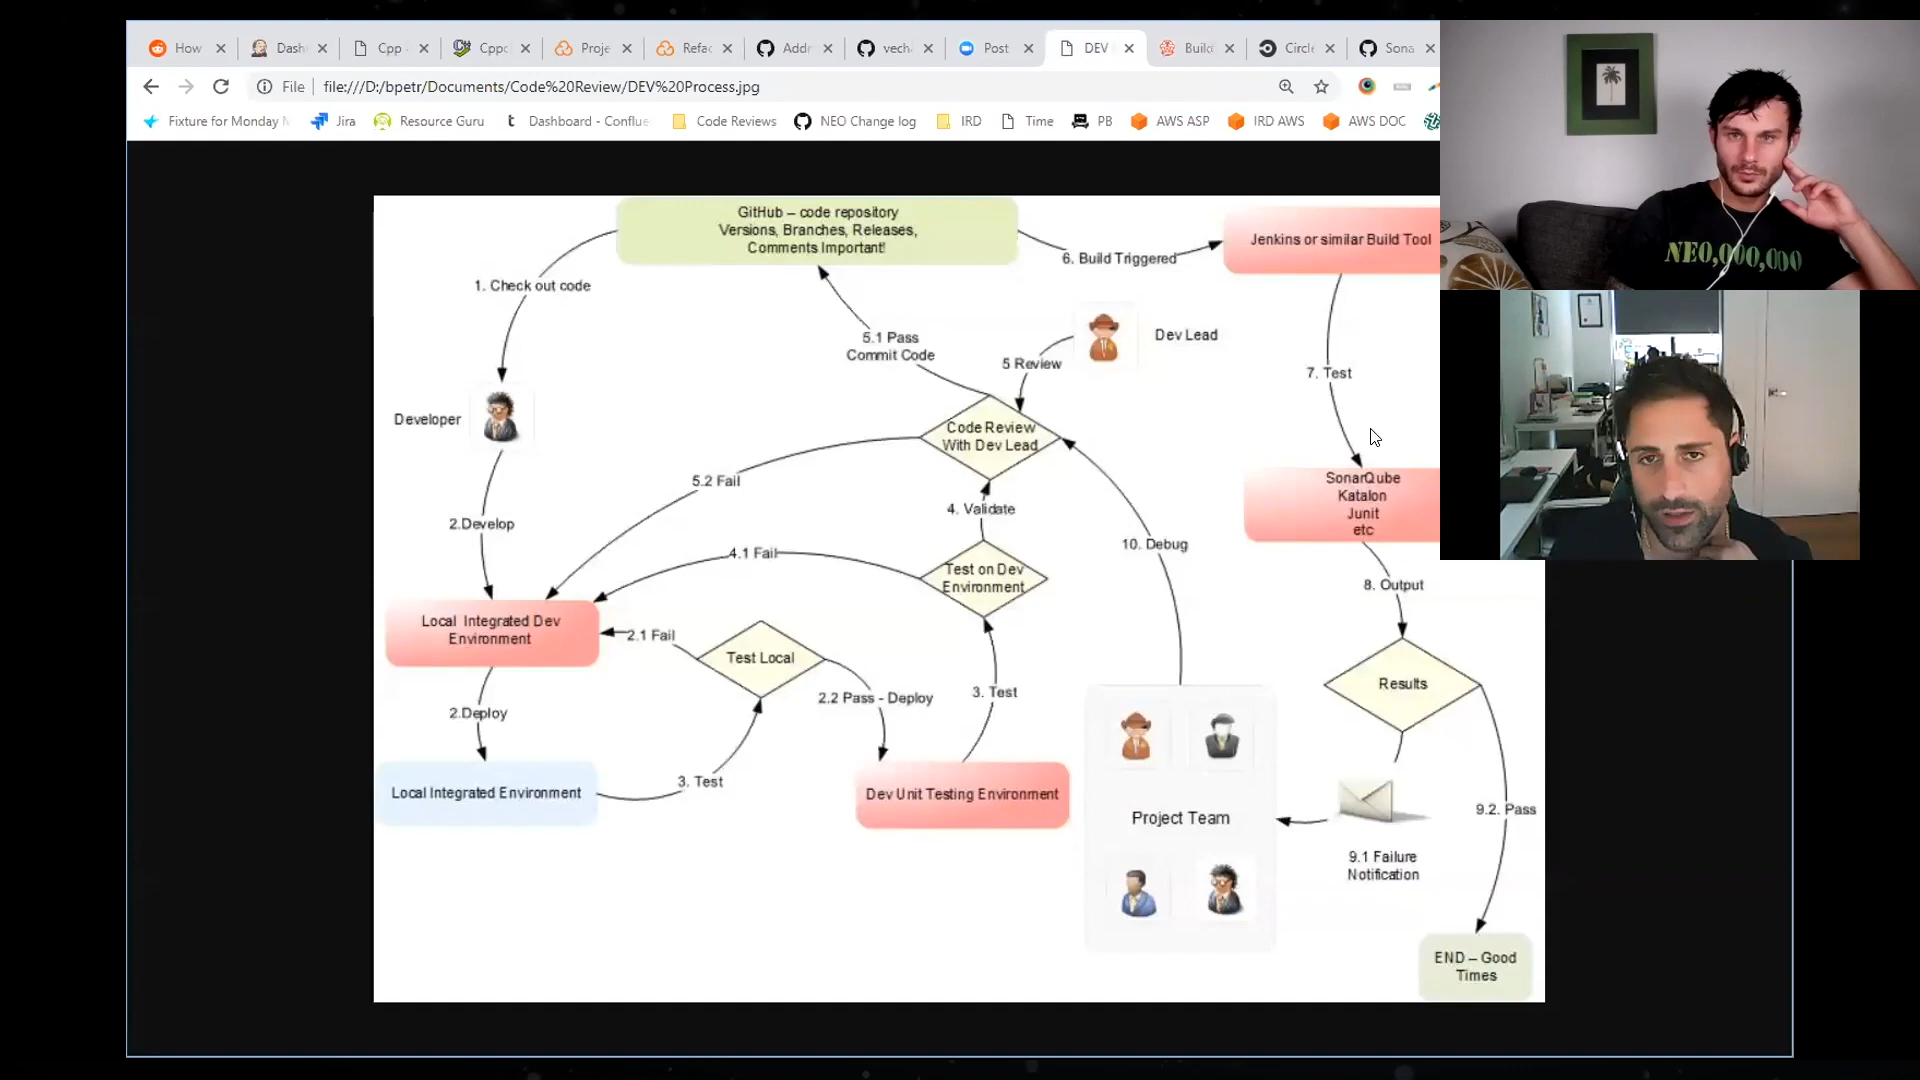 How
Dash
Cpp
Cppc
Proje
Refac
Addr
vech
Post
DEV
Build
Circle
Sona
File
file:///D:/bpetr/Documents/Code%20Review/DEV%20Process.jpg
Fixture for Monday
Jira
Resource Guru
Dashboard - Conflue
Code Reviews
NEO Change log
IRD
Time
PB
AWS ASP
IRD AWS
AWS DOC
NEO,000,000
GitHub – code repository
Versions, Branches, Releases,
Comments Important!
Jenkins or similar Build Tool
6. Build Triggered
1. Check out code
5.1 Pass
Commit Code
Dev Lead
5 Review
7. Test
Developer
Code Review
With Dev Lead
5.2 Fail
SonarQube
Katalon
Junit
etc
4. Validate
2.Develop
10. Debug
4.1 Fail
Test on Dev
Environment
8. Output
Local Integrated Dev
Environment
2.1 Fail
Test Local
Results
3. Test
2.2 Pass - Deploy
2.Deploy
3. Test
Local Integrated Environment
Dev Unit Testing Environment
Project Team
9.2. Pass
9.1 Failure
Notification
END – Good
Times